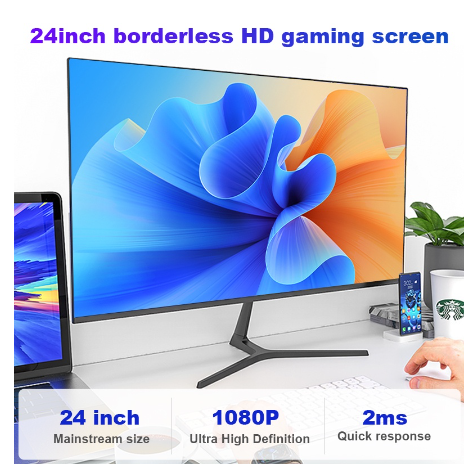 24inch borderless HD gaming screen
24 inch
Mainstream size
1080P
Ultra High Definition
2ms
Quick response